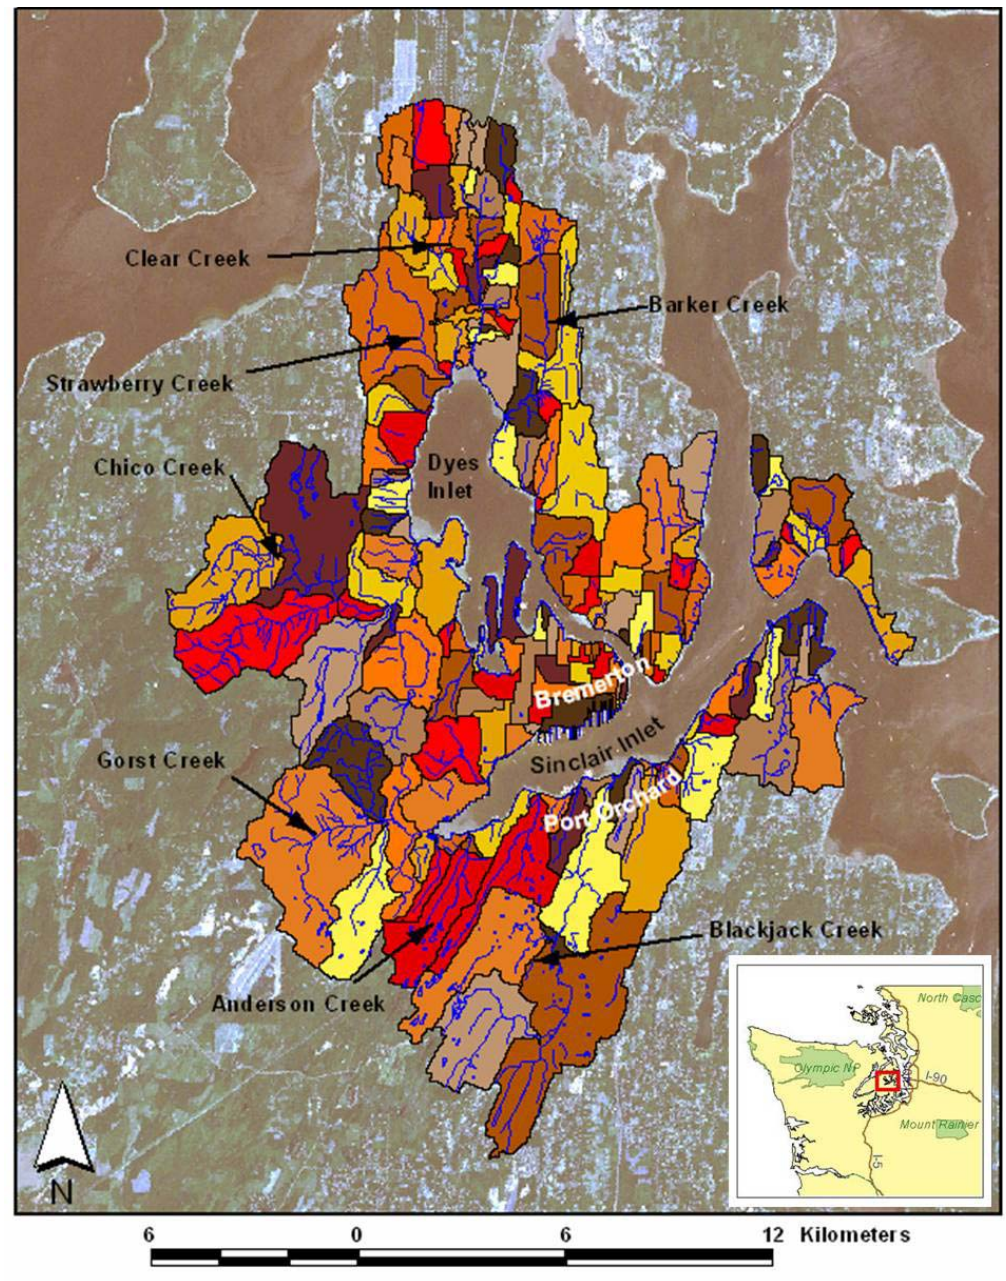 Clear Creek
Barker Creek
Strawberry Creek
Chico Creek
Dyes
Inlet
Bremerton
Sinclair Inlet
Gorst Creek
Port Orchard
Blackjack Creek
Anderson Creek
North Casc
Olympic NP
I-90
Mount Rainier
I-5
N
6 0 6 12 Kilometers